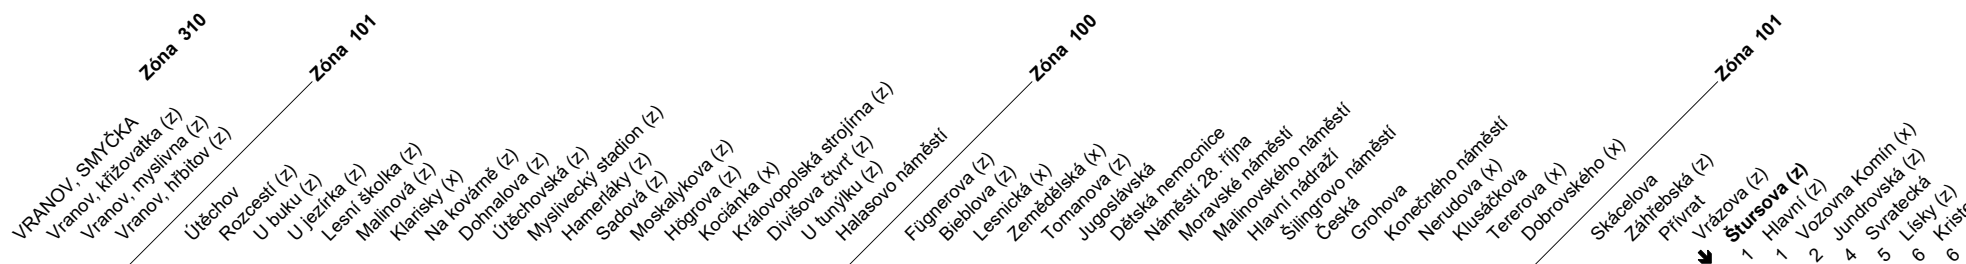 Zóna 310
VRANOV, SMYČKA
Vranov, křižovatka (z)
Vranov, myslivna (z)
Vranov, hřbitov (z)
Zóna 101
Útěchov
Rozcestí (z)
U buku (z)
U jezírka (z)
Lesní školka (z)
Malinová (z)
Klarisky (x)
Na kovárně (z)
Dohnalova (z)
Útěchovská (z)
Myslivecký stadion (z)
Hamerláky (z)
Sadová (z)
Moskalykova (z)
Högrova (z)
Kociánka (x)
Královopolská strojírna (z)
Divišova čtvrť (z)
U tunýlku (z)
Halasovo náměstí
Zóna 100
Fügnerova (z)
Bieblova (z)
Lesnická (x)
Zemědělská (x)
Tomanova (z)
Jugoslávská
Dětská nemocnice
Náměstí 28. října
Moravské náměstí
Malinovského náměstí
Hlavní nádraží
Šilingrovo náměstí
Česká
Grohova
Konečného náměstí
Nerudova (x)
Klusáčkova
Tererova (x)
Dobrovského (x)
Zóna 101
Skácelova
Záhřebská (z)
Přívrat
Vrázova (z)
Štursova (z)
1 Hlavní (z)
1 Vozovna Komín (x)
2 Jundrovská (z)
4 Svratecká
5 Lísky (z)
6
6